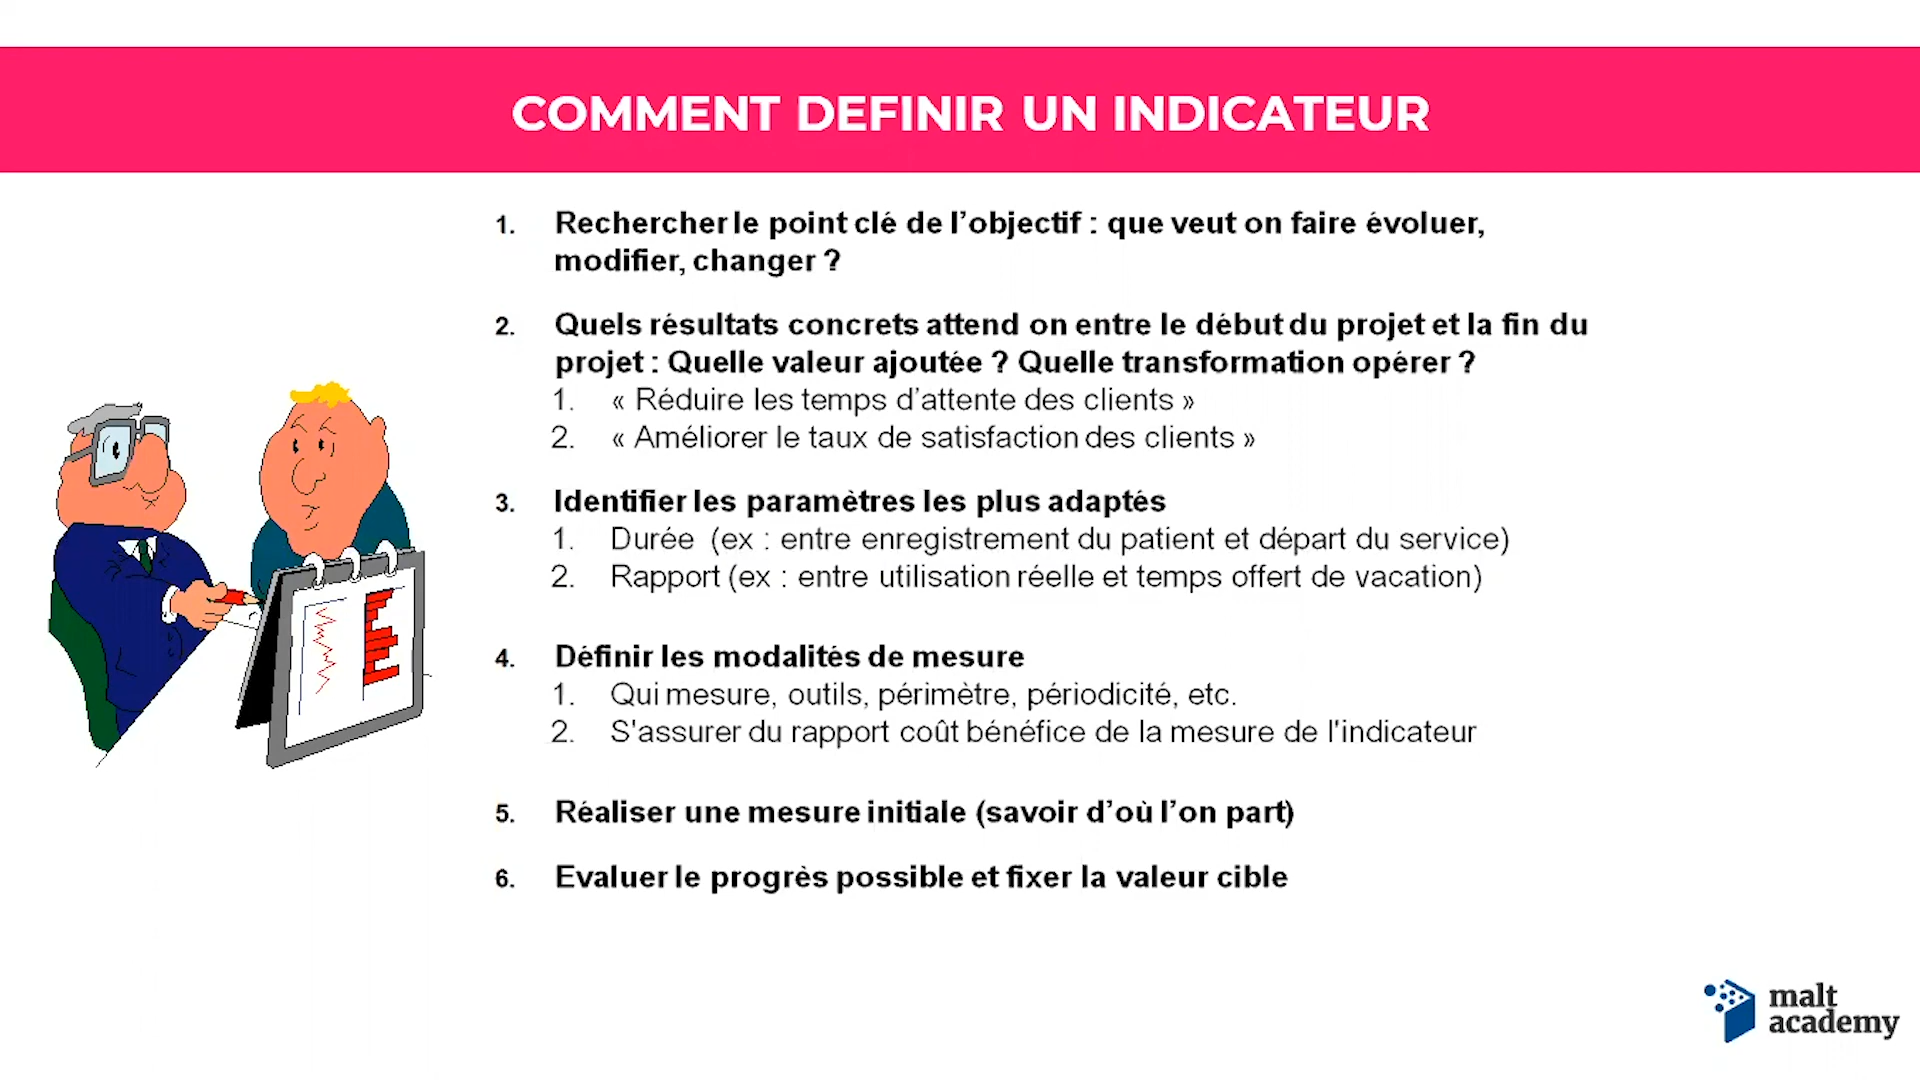 COMMENT DEFINIR UN INDICATEUR
1. Rechercher le point clé de l’objectif : que veut on faire évoluer,
modifier, changer ?
2. Quels résultats concrets attend on entre le début du projet et la fin du
projet : Quelle valeur ajoutée ? Quelle transformation opérer ?
1. « Réduire les temps d’attente des clients »
2. « Améliorer le taux de satisfaction des clients »
3. Identifier les paramètres les plus adaptés
1. Durée (ex : entre enregistrement du patient et départ du service)
2. Rapport (ex : entre utilisation réelle et temps offert de vacation)
4. Définir les modalités de mesure
1. Qui mesure, outils, périmètre, périodicité, etc.
2. S'assurer du rapport coût bénéfice de la mesure de l'indicateur
5. Réaliser une mesure initiale (savoir d’où l’on part)
6. Evaluer le progrès possible et fixer la valeur cible
malt
academy